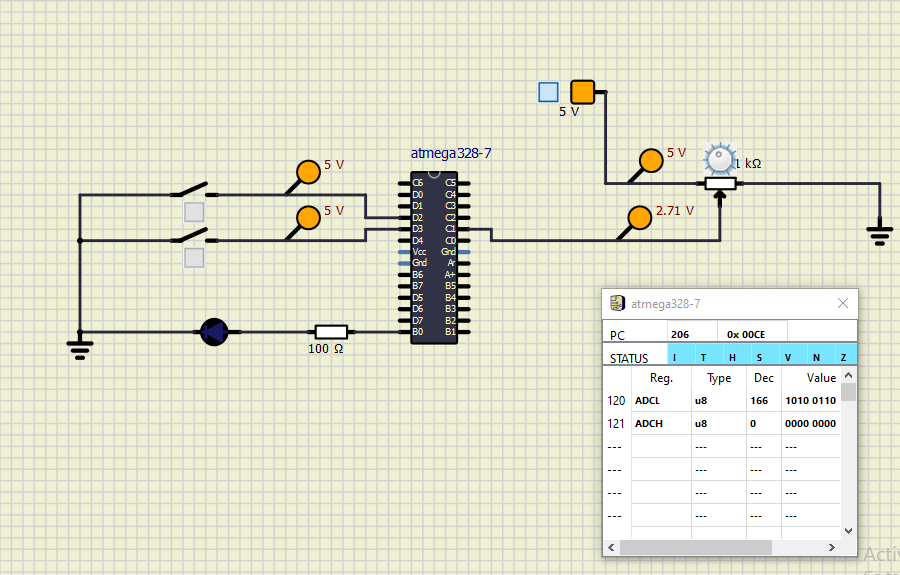 5 V
5 V
5 V
1 kΩ
atmega328-7
2.71 V
5 V
C6
D0
D1
D2
D3
D4
Vcc
Gnd
B6
B7
D5
D6
D7
B0
C5
C4
C3
C2
C1
C0
Gnd
Ar
A+
B5
B4
B3
B2
B1
100 Ω
atmega328-7
PC 206 0x 00CE
STATUS I T H S V N Z
Reg. Type Dec Value
120 ADCL u8 166 1010 0110
121 ADCH u8 0 0000 0000
--- --- --- ---
--- --- --- ---
--- --- --- ---
--- --- --- ---